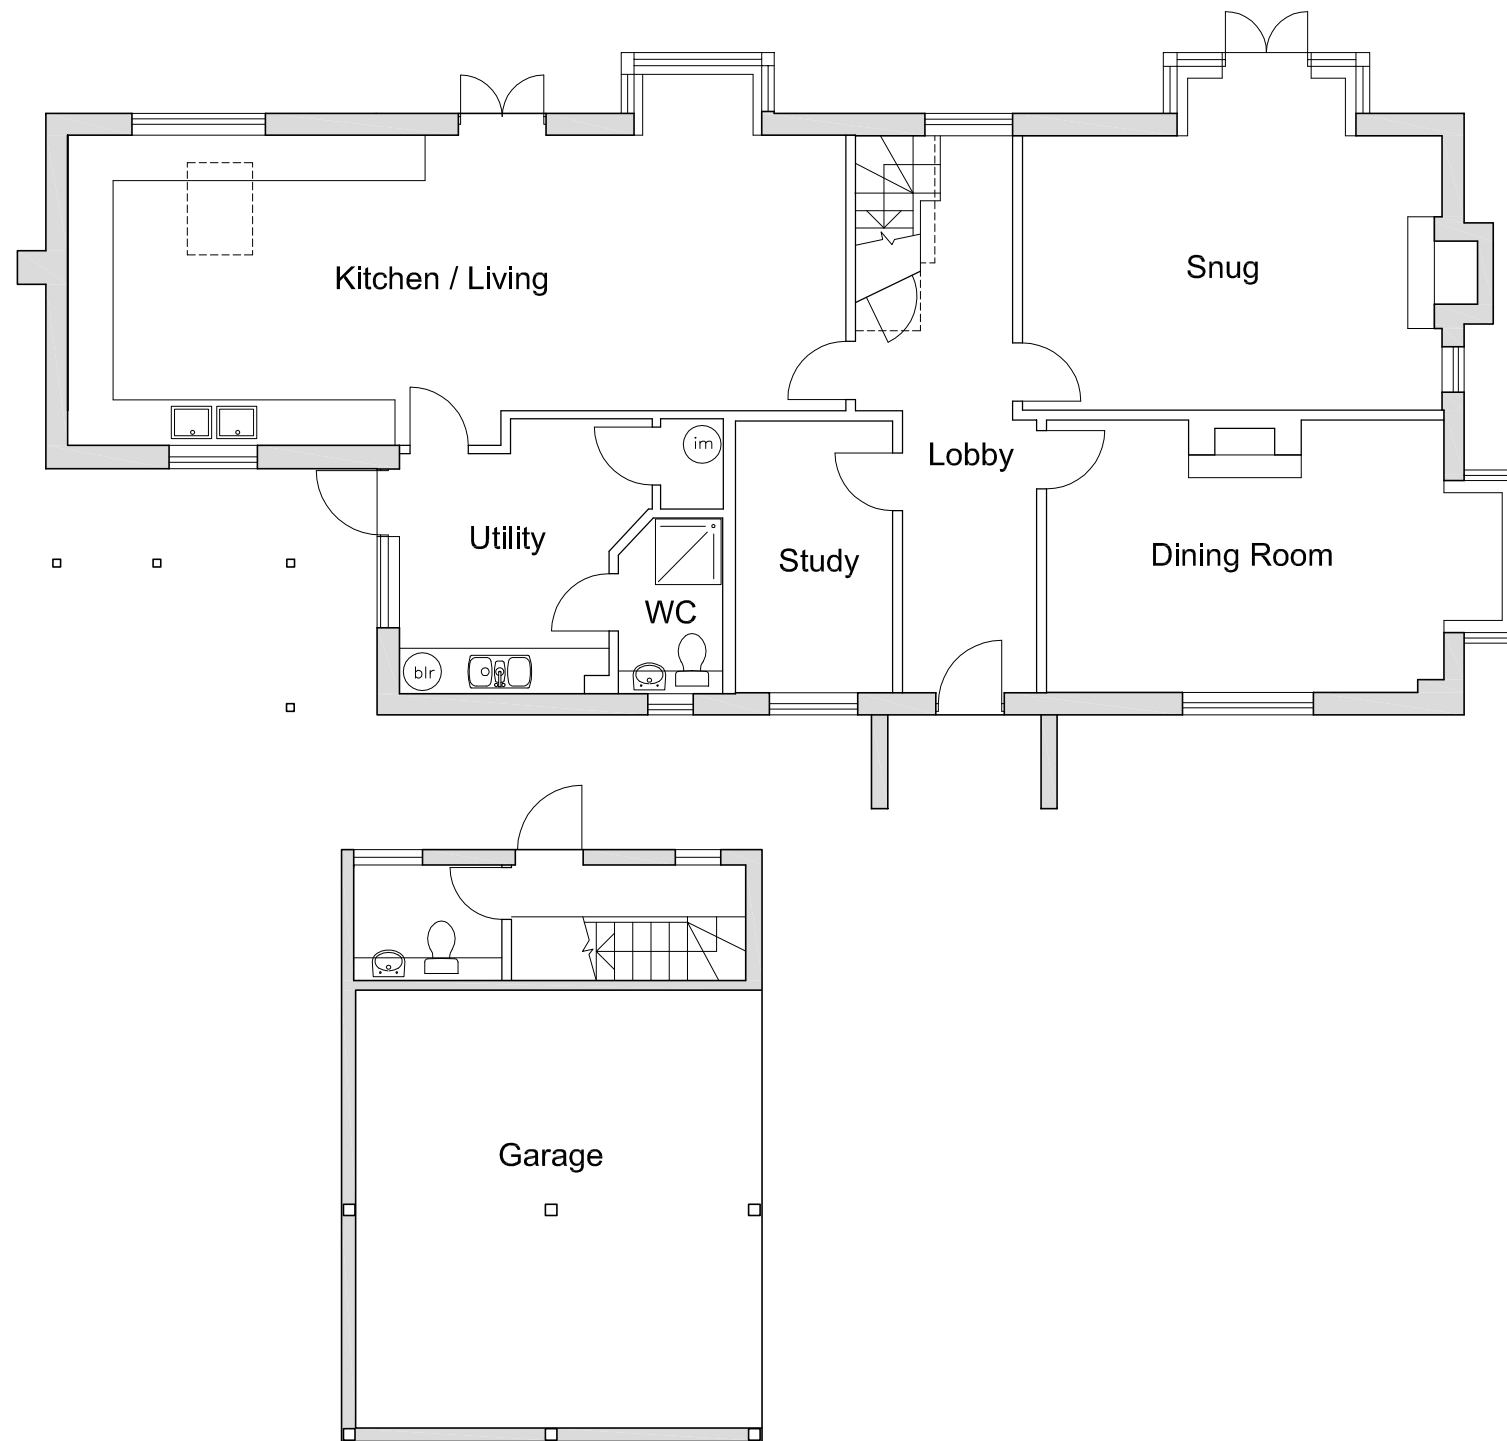 Kitchen / Living
Snug
im
Lobby
Utility
Study
Dining Room
WC
blr
Garage